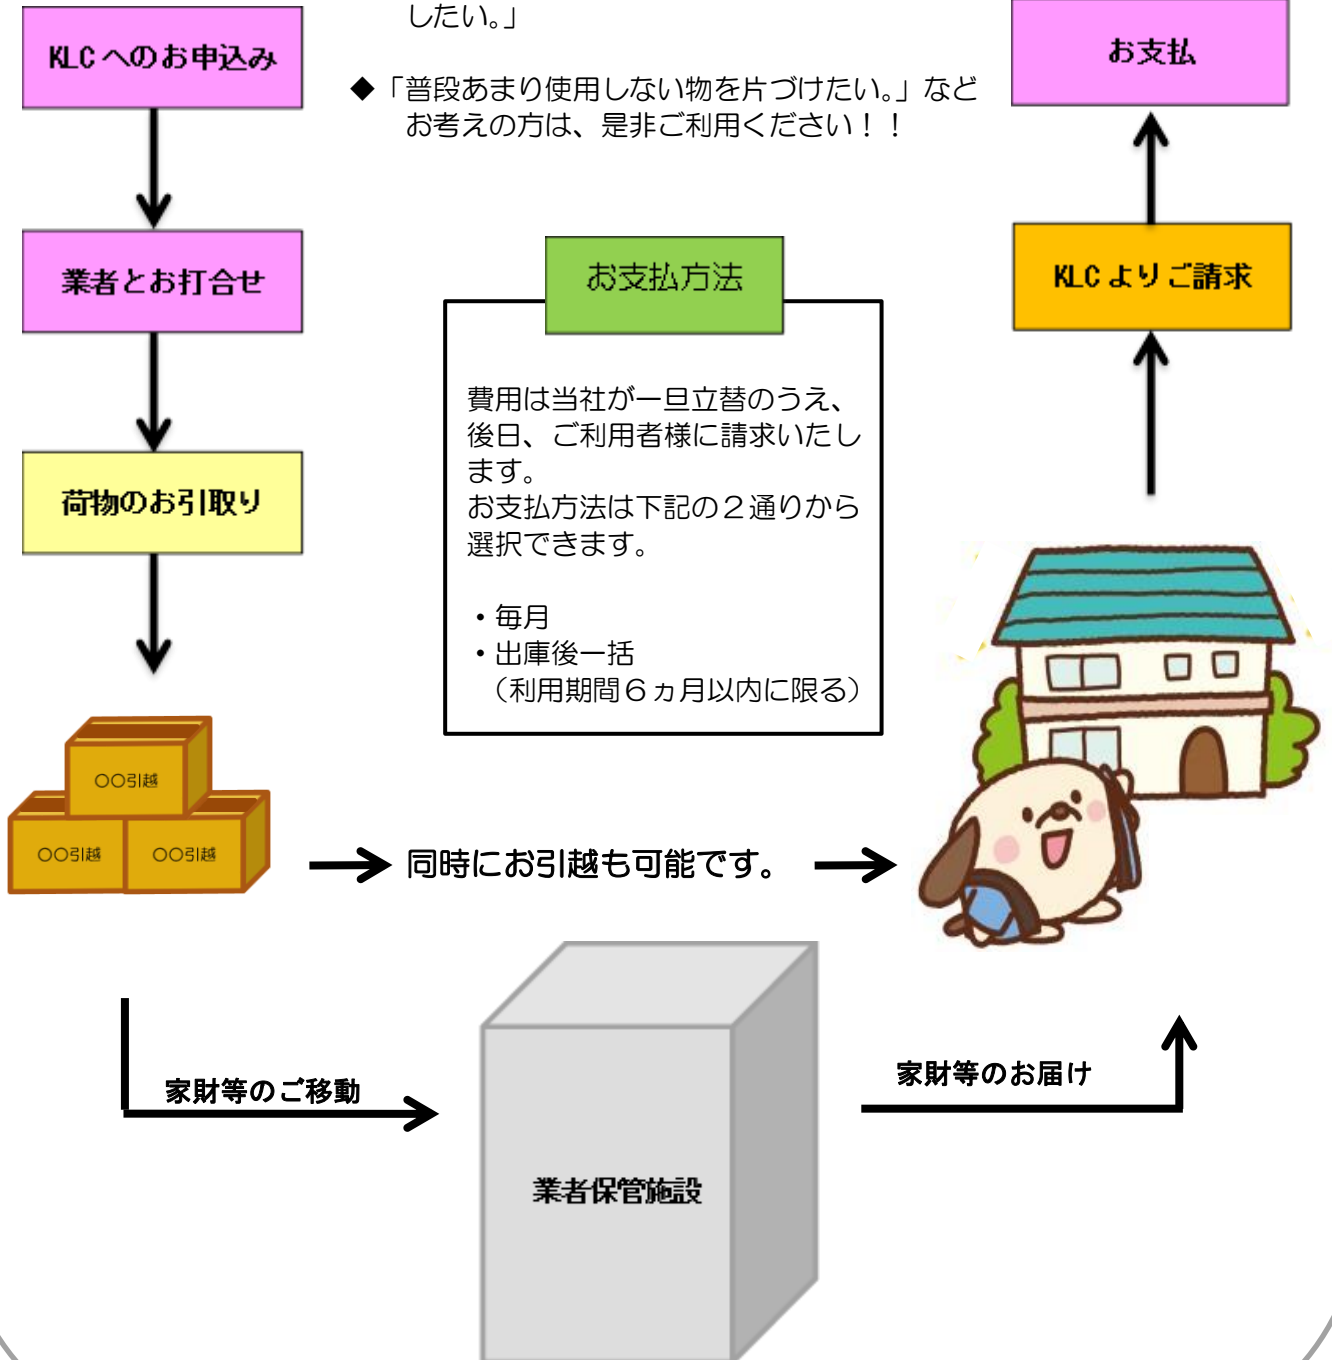 したい。」
KLCへのお申込み
お支払
◆「普段あまり使用しない物を片づけたい。」など
お考えの方は、是非ご利用ください！！
業者とお打合せ
お支払方法
KLCよりご請求
費用は当社が一旦立替のうえ、
後日、ご利用者様に請求いたし
ます。
お支払方法は下記の２通りから
選択できます。
・毎月
・出庫後一括
（利用期間６ヵ月以内に限る）
荷物のお引取り
〇〇引越
〇〇引越
〇〇引越
同時にお引越も可能です。
家財等のご移動
家財等のお届け
業者保管施設